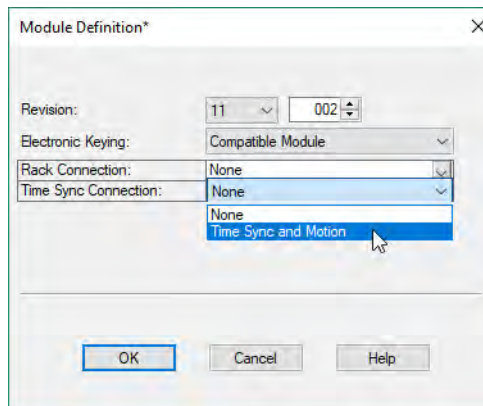 Module Definition*
Revision: 11 002
Electronic Keying: Compatible Module
Rack Connection: None
Time Sync Connection: None
None
Time Sync and Motion
OK Cancel Help